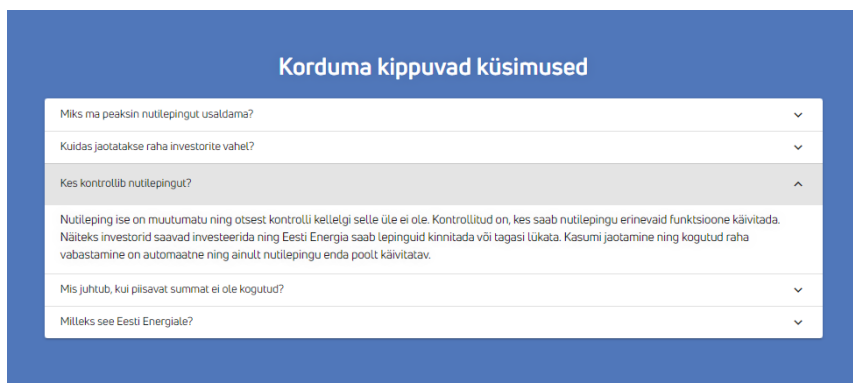 Korduma kippuvad küsimused
Miks ma peaksin nutilepingut usaldama?
Kuidas jaotatakse raha investorite vahel?
Kes kontrollib nutilepingut?
Nutileping ise on muutumatu ning otsest kontrolli kellelgi selle üle ei ole. Kontrollitud on, kes saab nutilepingu erinevaid funktsioone käivitada.
Näiteks investorid saavad investeerida ning Eesti Energia saab lepinguid kinnitada või tagasi lükata. Kasumi jaotamine ning kogutud raha
vabastamine on automaatne ning ainult nutilepingu enda poolt käivitatav.
Mis juhtub, kui piisavat summat ei ole kogutud?
Milleks see Eesti Energiale?